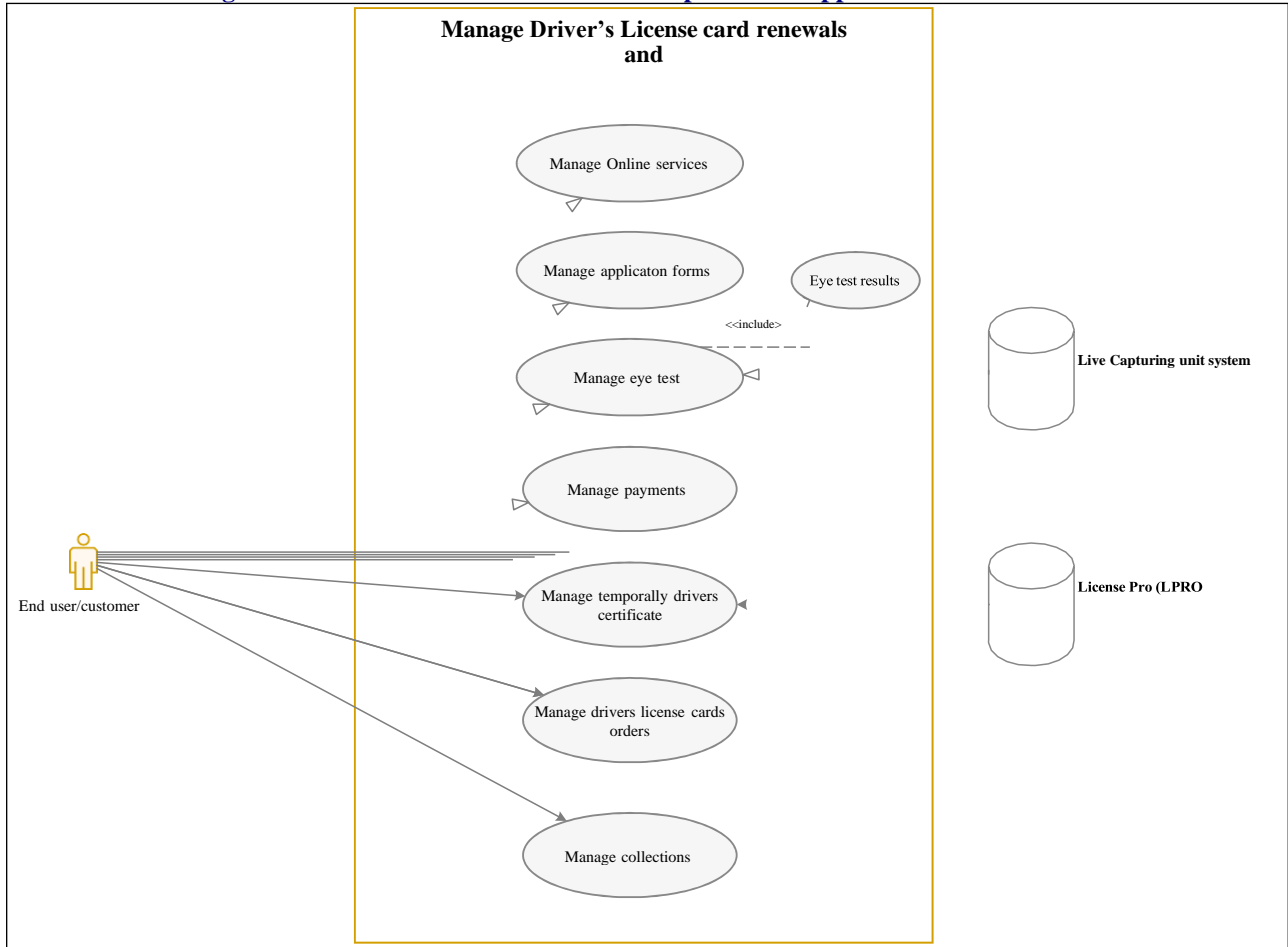 Manage Driver's License card renewals
and
Manage Online services
Manage applicaton forms
Eye test results
<<include>
Manage eye test
Live Capturing unit system
Manage payments
End user/customer
Manage temporally drivers
certificate
License Pro (LPRO
Manage drivers license cards
orders
Manage collections